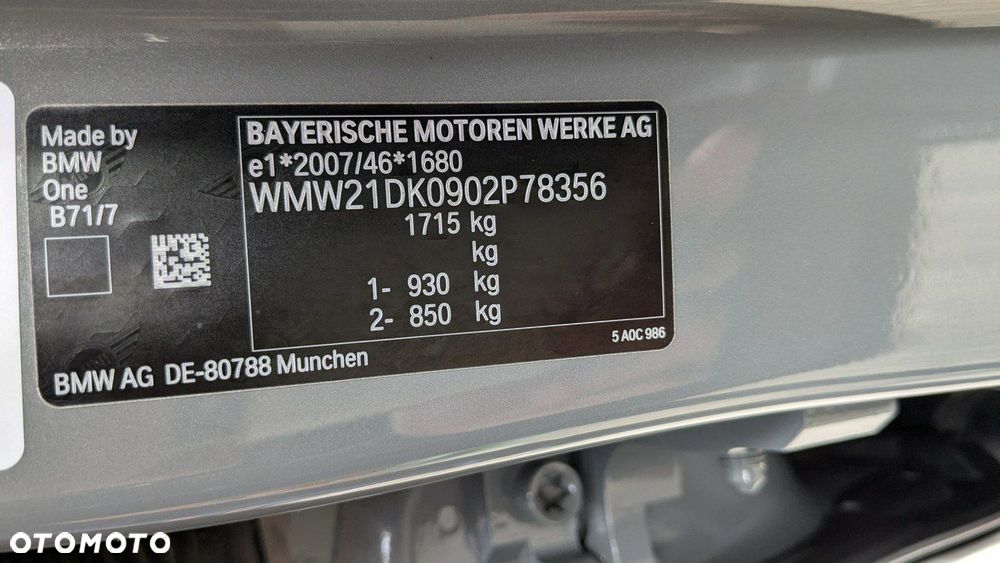 Made by
BMW
One
B71/7
BAYERISCHE MOTOREN WERKE AG
e1*2007/46*1680
WMW21DK0902P78356
1715 kg
kg
1- 930 kg
2- 850 kg
5 A0C 986
BMW AG DE-80788 Munchen
OTOMOTO